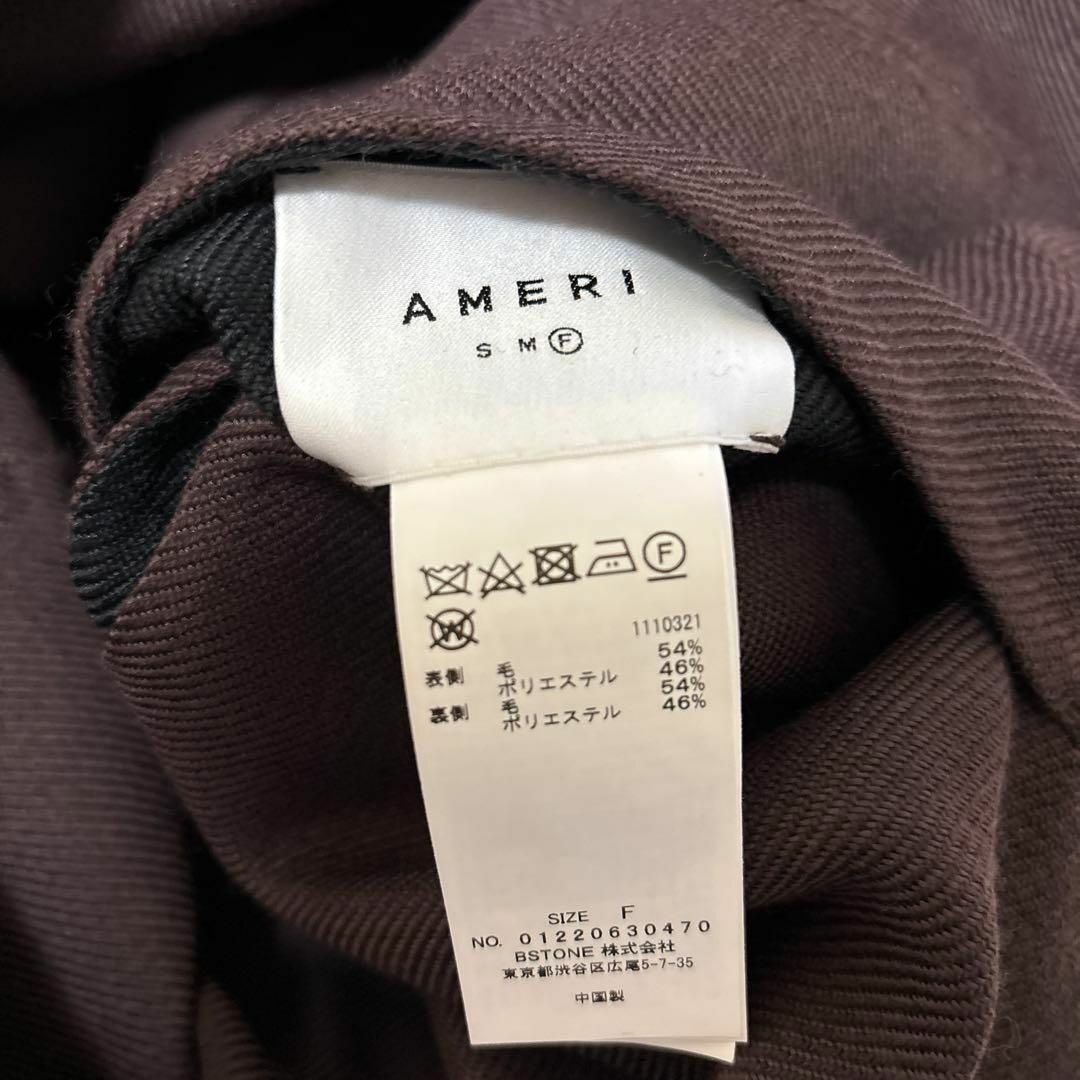 AMERI
S M F
F
W
1110321
表側 毛 54%
ポリエステル 46%
裏側 毛 54%
ポリエステル 46%
SIZE F
NO. 01220630470
BSTONE 株式会社
東京都渋谷区広尾5-7-35
中国製